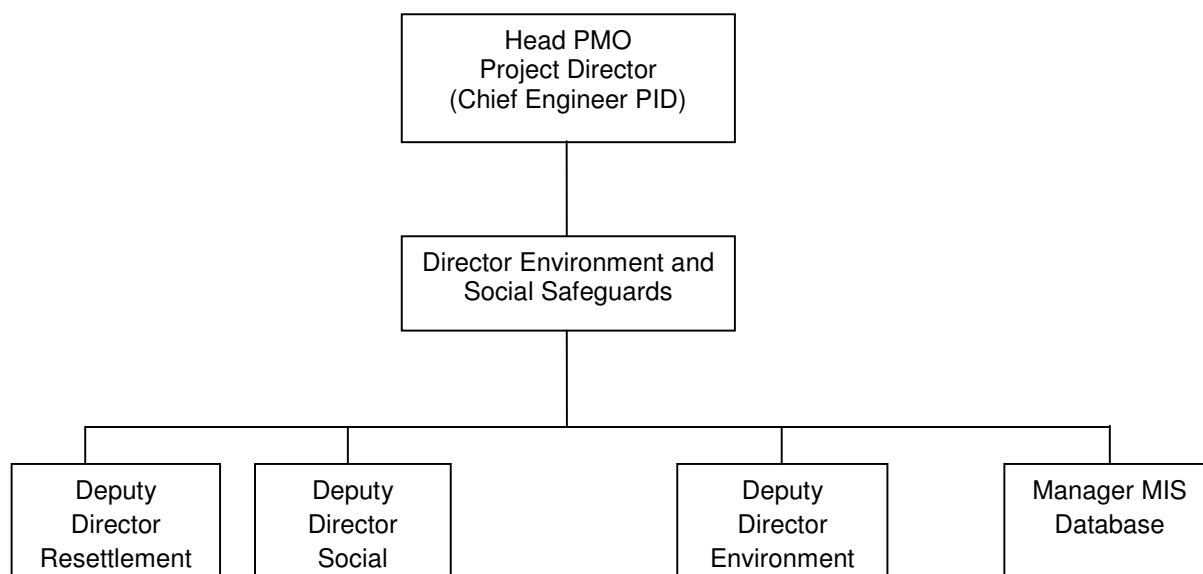 Head PMO
Project Director
(Chief Engineer PID)
Director Environment and
Social Safeguards
Deputy
Director
Resettlement
Deputy
Director
Social
Deputy
Director
Environment
Manager MIS
Database